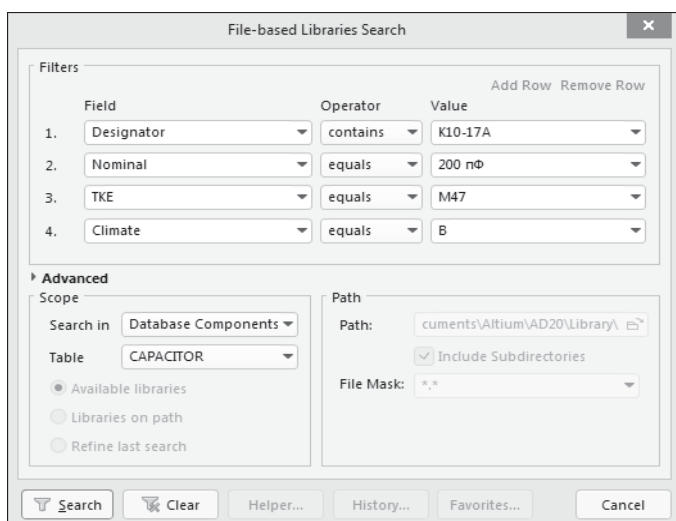 File-based Libraries Search
Filters
Add Row Remove Row
Field Operator Value
1. Designator contains К10-17А
2. Nominal equals 200 пФ
3. TKE equals M47
4. Climate equals В
Advanced
Scope
Search in Database Components
Table CAPACITOR
Available libraries
Libraries on path
Refine last search
Path
Path: cuments\Altium\AD20\Library\
Include Subdirectories
File Mask: *.*
Search Clear Helper... History... Favorites... Cancel